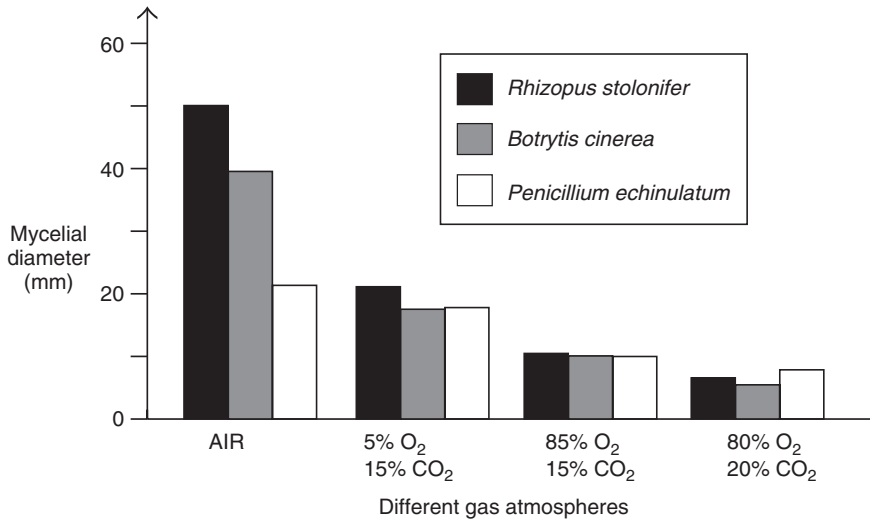 60
40
20
0
Mycelial
diameter
(mm)
Rhizopus stolonifer
Botrytis cinerea
Penicillium echinulatum
AIR
5% O₂
15% CO₂
85% O₂
15% CO₂
80% O₂
20% CO₂
Different gas atmospheres